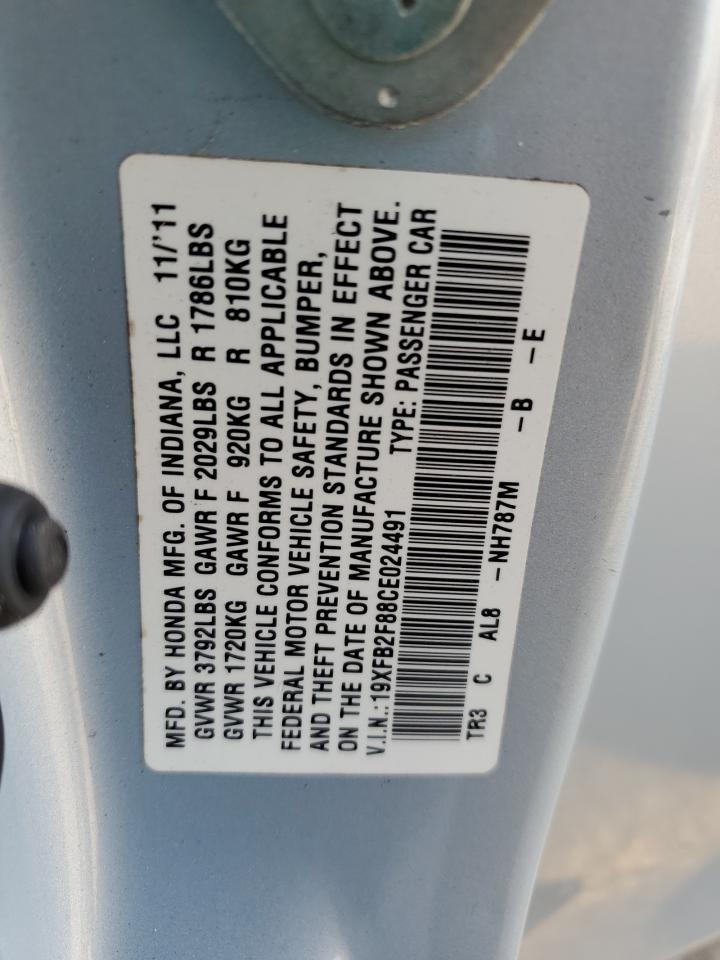 MFD. BY HONDA MFG. OF INDIANA, LLC 11/'11
GVWR 3792LBS GAWR F 2029LBS R 1786LBS
GVWR 1720KG GAWR F 920KG R 810KG
THIS VEHICLE CONFORMS TO ALL APPLICABLE
FEDERAL MOTOR VEHICLE SAFETY, BUMPER,
AND THEFT PREVENTION STANDARDS IN EFFECT
ON THE DATE OF MANUFACTURE SHOWN ABOVE.
V.I.N.:19XFB2F88CE024491 TYPE: PASSENGER CAR
TR3 C AL8 -NH787M -B -E